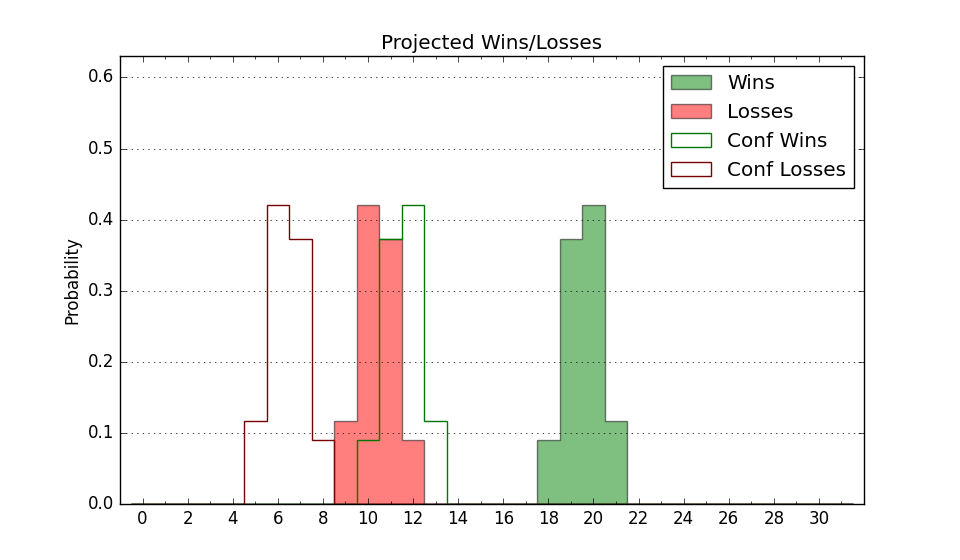 Projected Wins/Losses
Wins
Losses
Conf Wins
Conf Losses
Probability
0.6
0.5
0.4
0.3
0.2
0.1
0.0
0 2 4 6 8 10 12 14 16 18 20 22 24 26 28 30